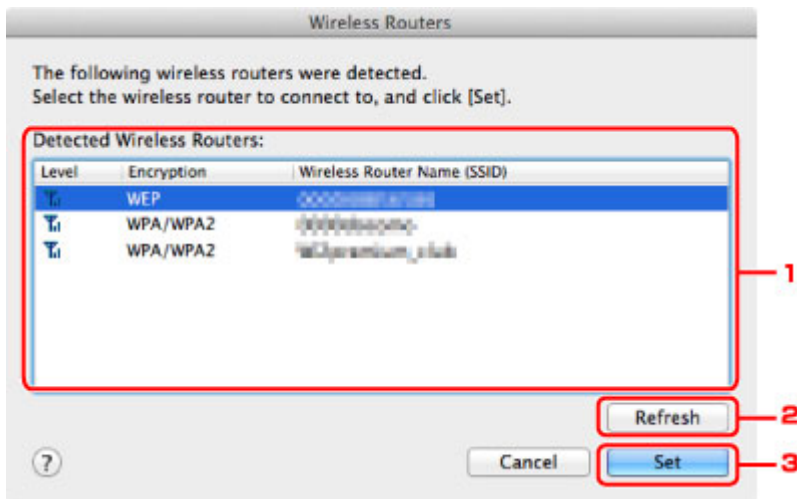 Wireless Routers
The following wireless routers were detected.
Select the wireless router to connect to, and click [Set].
Detected Wireless Routers:
Level Encryption Wireless Router Name (SSID)
WEP
WPA/WPA2
WPA/WPA2
1
Refresh 2
? Cancel Set 3